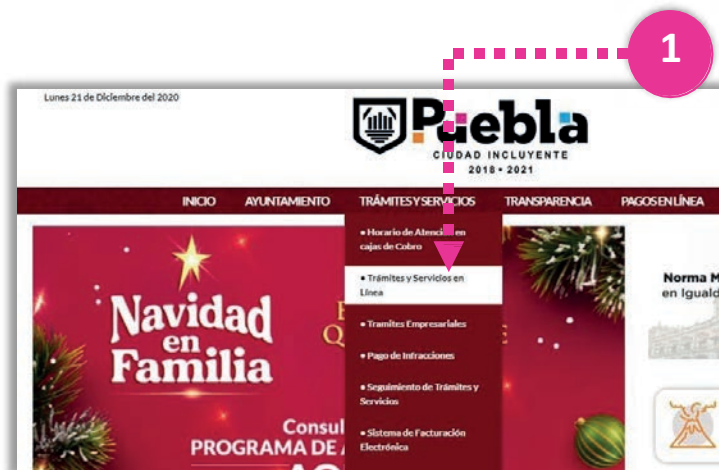 1
Lunes 21 de Diciembre del 2020
Puebla
CIUDAD INCLUYENTE
2018 • 2021
INICIO AYUNTAMIENTO TRÁMITES Y SERVICIOS TRANSPARENCIA PAGOS EN LÍNEA
• Horario de Atención en
cajas de Cobro
• Trámites y Servicios en
Línea
• Tramites Empresariales
• Pago de Infracciones
• Seguimiento de Trámites y
Servicios
• Sistema de Facturación
Electrónica
Navidad
en
Familia
Consul
PROGRAMA DE
Norma M
en Iguald